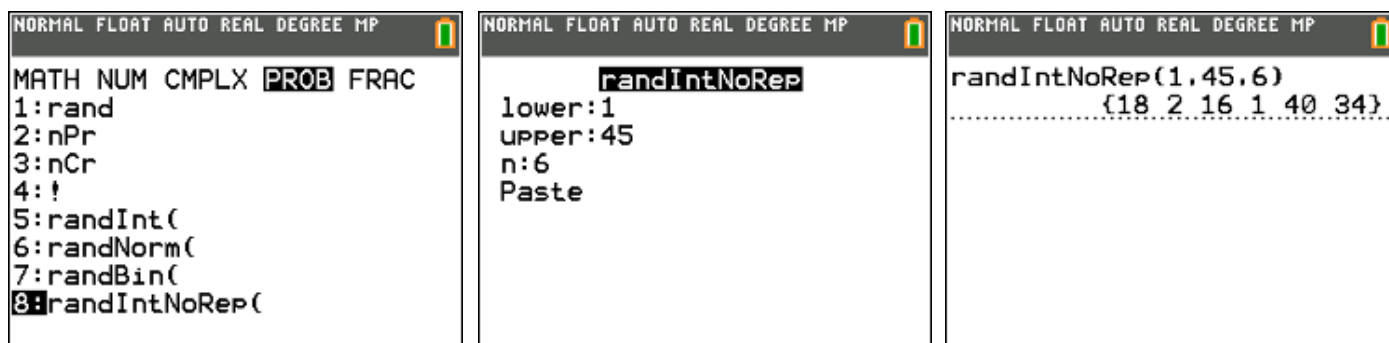 NORMAL FLOAT AUTO REAL DEGREE MP
MATH NUM CMPLX PROB FRAC
1:rand
2:nPr
3:nCr
4:!
5:randInt(
6:randNorm(
7:randBin(
8:randIntNoRep(
NORMAL FLOAT AUTO REAL DEGREE MP
randIntNoRep
lower:1
upper:45
n:6
Paste
NORMAL FLOAT AUTO REAL DEGREE MP
randIntNoRep(1,45,6)
{18 2 16 1 40 34}